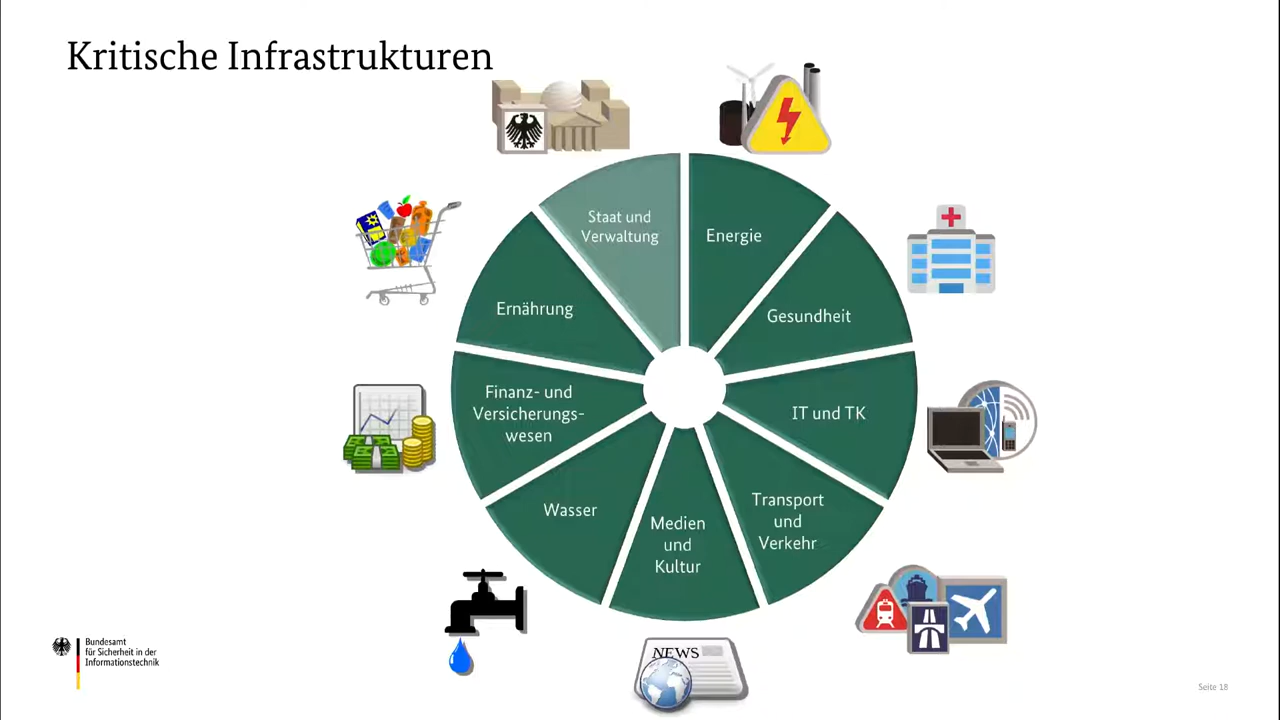 Kritische Infrastrukturen
Staat und
Verwaltung
Energie
Ernährung
Gesundheit
Finanz- und
Versicherungs-
wesen
IT und TK
Wasser
Medien
und
Kultur
Transport
und
Verkehr
NEWS
Bundesamt
für Sicherheit in der
Informationstechnik
Seite 18